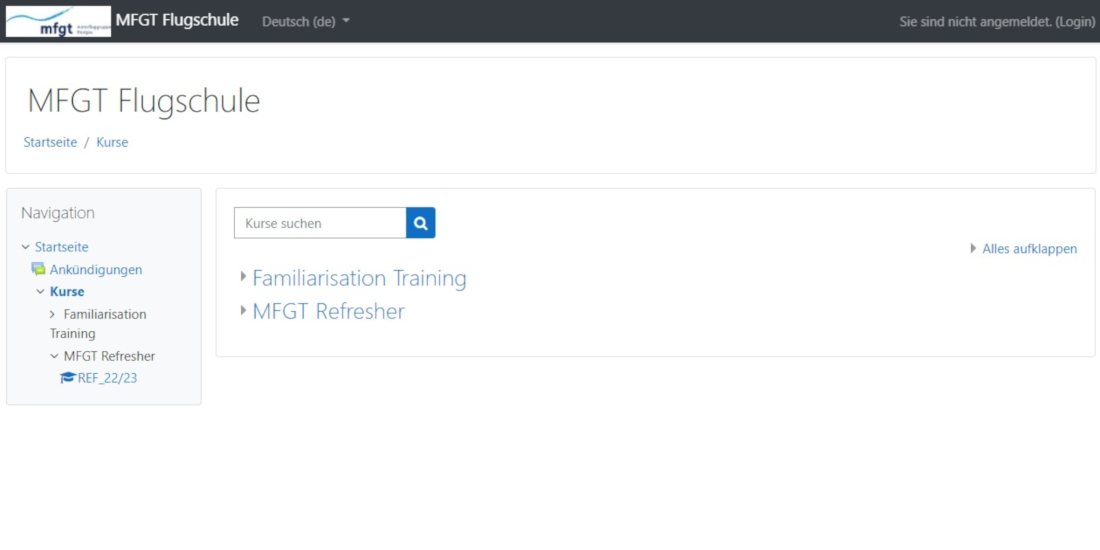 mfgt
MFGT Flugschule
Deutsch (de)
Sie sind nicht angemeldet. (Login)
MFGT Flugschule
Startseite / Kurse
Navigation
Startseite
Ankündigungen
Kurse
Familiarisation
Training
MFGT Refresher
REF_22/23
Kurse suchen
Alles aufklappen
Familiarisation Training
MFGT Refresher